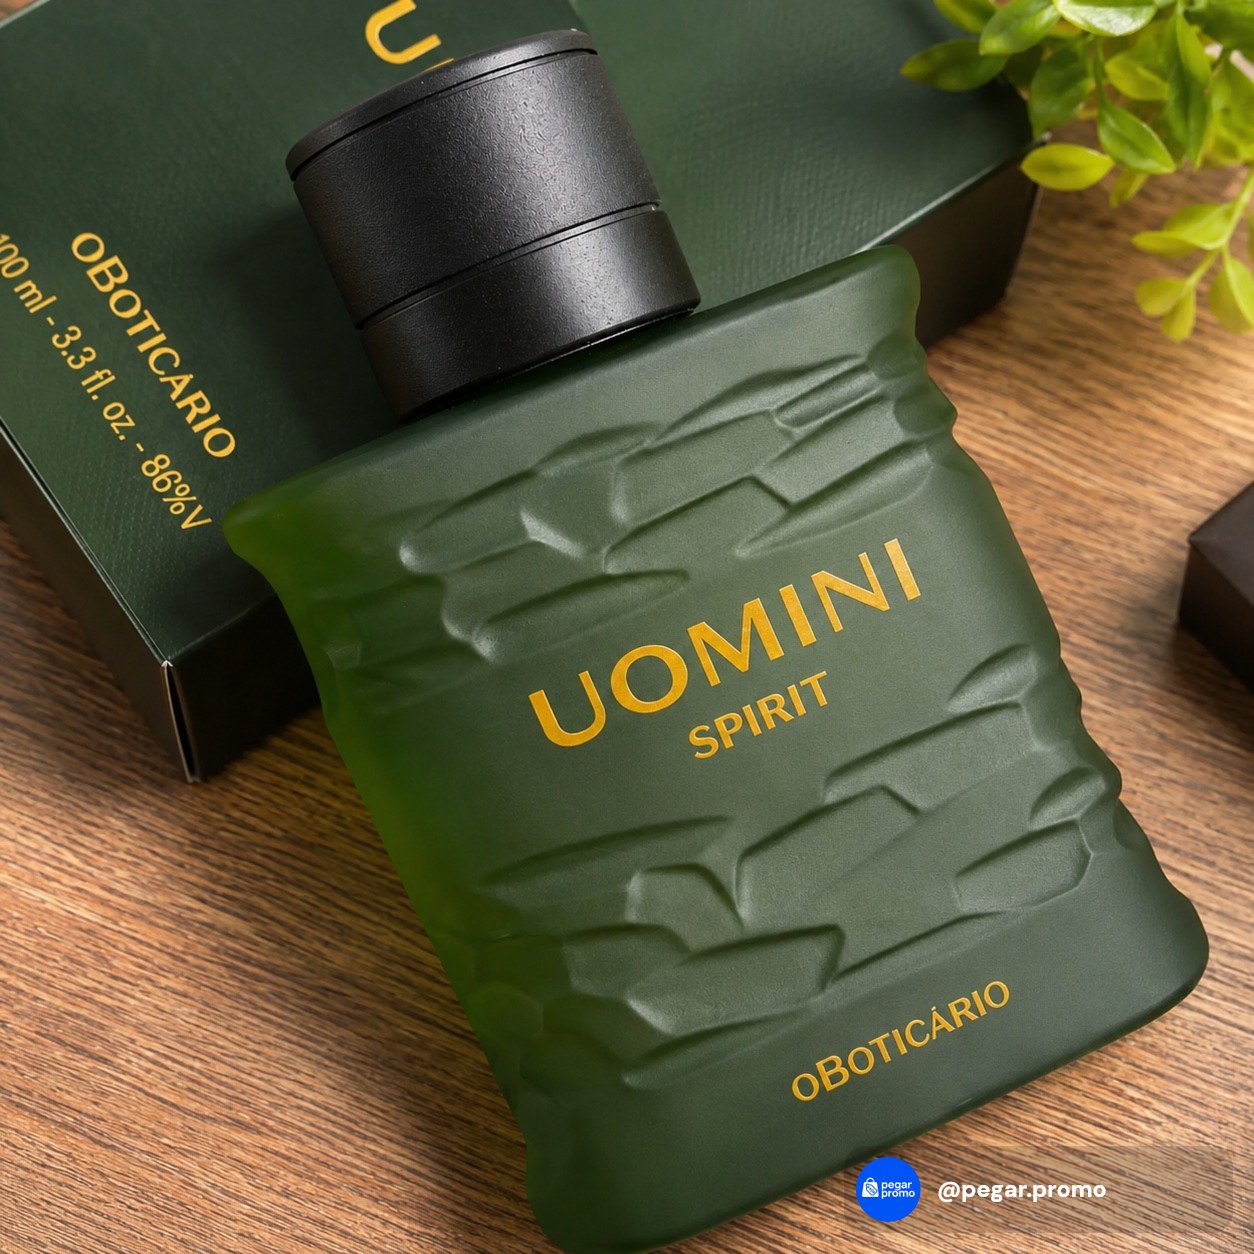 OBOTICÁRIO
100 ml - 3.3 fl. oz. - 86%V
UOMINI
SPIRIT
OBOTICÁRIO
pegar
promo
@pegar.promo